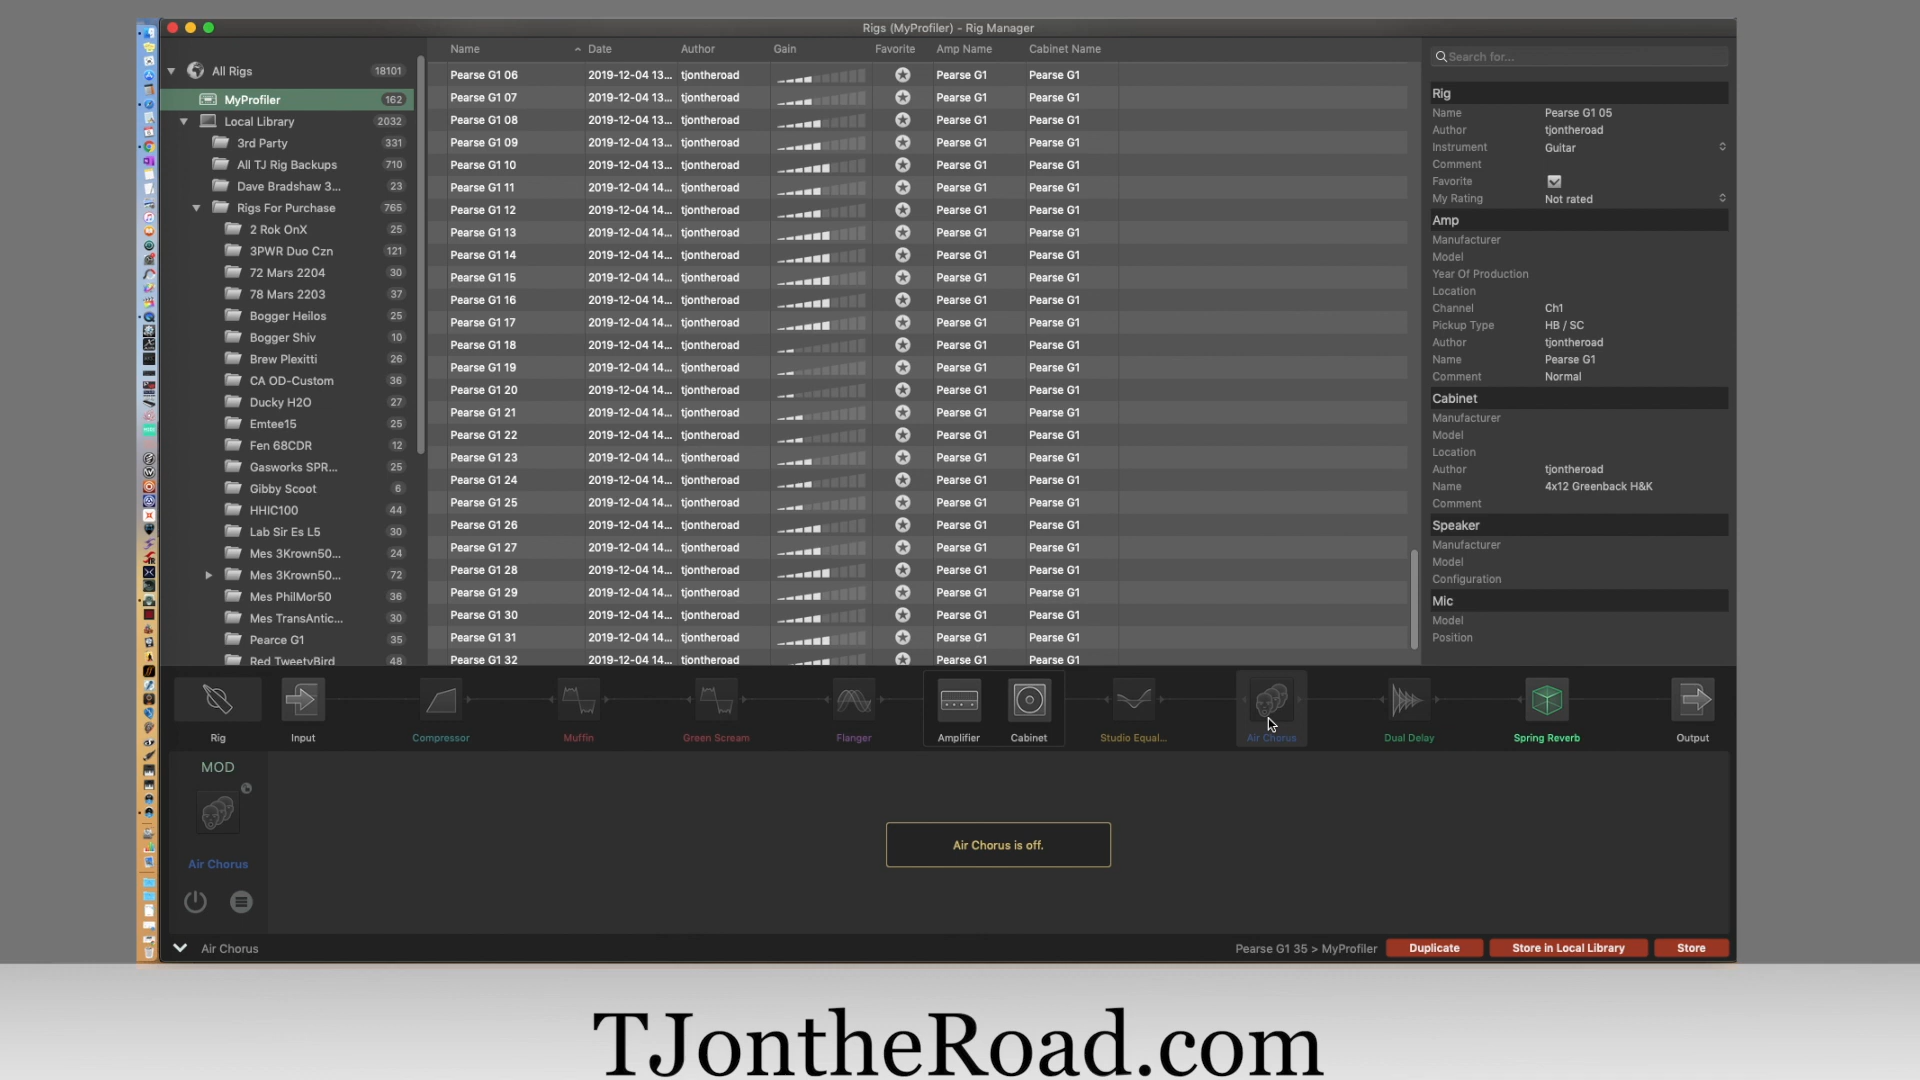 Rigs (MyProfiler) - Rig Manager
Name Date Author Gain Favorite Amp Name Cabinet Name
All Rigs 18101
MyProfiler 162
Local Library 2032
3rd Party 331
All TJ Rig Backups 710
Dave Bradshaw 3... 23
Rigs For Purchase 765
2 Rok OnX 25
3PWR Duo Czn 121
72 Mars 2204 30
78 Mars 2203 37
Bogger Heilos 25
Bogger Shiv 10
Brew Plexitti 26
CA OD-Custom 36
Ducky H2O 27
Emtee15 25
Fen 68CDR 12
Gasworks SPR... 25
Gibby Scoot 6
HHIC100 44
Lab Sir Es L5 30
Mes 3Krown50... 24
Mes 3Krown50... 72
Mes PhilMor50 36
Mes TransAntic... 30
Pearce G1 35
Red TweetyBird 48
Pearse G1 06 2019-12-04 13... tjontheroad Pearse G1 Pearse G1
Pearse G1 07 2019-12-04 13... tjontheroad Pearse G1 Pearse G1
Pearse G1 08 2019-12-04 13... tjontheroad Pearse G1 Pearse G1
Pearse G1 09 2019-12-04 13... tjontheroad Pearse G1 Pearse G1
Pearse G1 10 2019-12-04 13... tjontheroad Pearse G1 Pearse G1
Pearse G1 11 2019-12-04 14... tjontheroad Pearse G1 Pearse G1
Pearse G1 12 2019-12-04 14... tjontheroad Pearse G1 Pearse G1
Pearse G1 13 2019-12-04 14... tjontheroad Pearse G1 Pearse G1
Pearse G1 14 2019-12-04 14... tjontheroad Pearse G1 Pearse G1
Pearse G1 15 2019-12-04 14... tjontheroad Pearse G1 Pearse G1
Pearse G1 16 2019-12-04 14... tjontheroad Pearse G1 Pearse G1
Pearse G1 17 2019-12-04 14... tjontheroad Pearse G1 Pearse G1
Pearse G1 18 2019-12-04 14... tjontheroad Pearse G1 Pearse G1
Pearse G1 19 2019-12-04 14... tjontheroad Pearse G1 Pearse G1
Pearse G1 20 2019-12-04 14... tjontheroad Pearse G1 Pearse G1
Pearse G1 21 2019-12-04 14... tjontheroad Pearse G1 Pearse G1
Pearse G1 22 2019-12-04 14... tjontheroad Pearse G1 Pearse G1
Pearse G1 23 2019-12-04 14... tjontheroad Pearse G1 Pearse G1
Pearse G1 24 2019-12-04 14... tjontheroad Pearse G1 Pearse G1
Pearse G1 25 2019-12-04 14... tjontheroad Pearse G1 Pearse G1
Pearse G1 26 2019-12-04 14... tjontheroad Pearse G1 Pearse G1
Pearse G1 27 2019-12-04 14... tjontheroad Pearse G1 Pearse G1
Pearse G1 28 2019-12-04 14... tjontheroad Pearse G1 Pearse G1
Pearse G1 29 2019-12-04 14... tjontheroad Pearse G1 Pearse G1
Pearse G1 30 2019-12-04 14... tjontheroad Pearse G1 Pearse G1
Pearse G1 31 2019-12-04 14... tjontheroad Pearse G1 Pearse G1
Pearse G1 32 2019-12-04 14... tjontheroad Pearse G1 Pearse G1
Search for...
Rig
Name Pearse G1 05
Author tjontheroad
Instrument Guitar
Comment
Favorite
My Rating Not rated
Amp
Manufacturer
Model
Year Of Production
Location
Channel Ch1
Pickup Type HB / SC
Author tjontheroad
Name Pearse G1
Comment Normal
Cabinet
Manufacturer
Model
Location
Author tjontheroad
Name 4x12 Greenback H&K
Comment
Speaker
Manufacturer
Model
Configuration
Mic
Model
Position
Rig Input Compressor Muffin Green Scream Flanger Amplifier Cabinet Studio Equal... Air Chorus Dual Delay Spring Reverb Output
MOD
Air Chorus
Air Chorus is off.
Air Chorus
Pearse G1 35 > MyProfiler Duplicate Store in Local Library Store
TJontheRoad.com